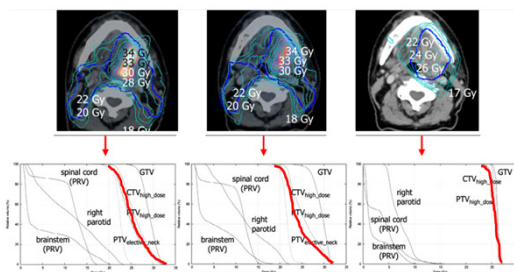 34 Gy
33 Gy
30 Gy
28 Gy
22 Gy
20 Gy
18 Gy
34 Gy
33 Gy
30 Gy
22 Gy
20 Gy
18 Gy
22 Gy
24 Gy
26 Gy
17 Gy
spinal cord
(PRV)
GTV
CTVhigh_dose
right
parotid
PTVhigh_dose
brainstem
(PRV)
PTVelective_neck
spinal cord
(PRV)
GTV
CTVhigh_dose
right
parotid
PTVhigh_dose
brainstem
(PRV)
PTVelective_neck
GTV
CTVhigh_dose
right
parotid
PTVhigh_dose
spinal cord
(PRV)
brainstem
(PRV)